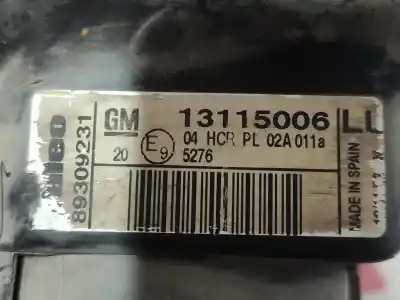 89309231
GM 13115006 LL
20 E9 04 HCR PL 02A 011a
5276
MADE IN SPAIN